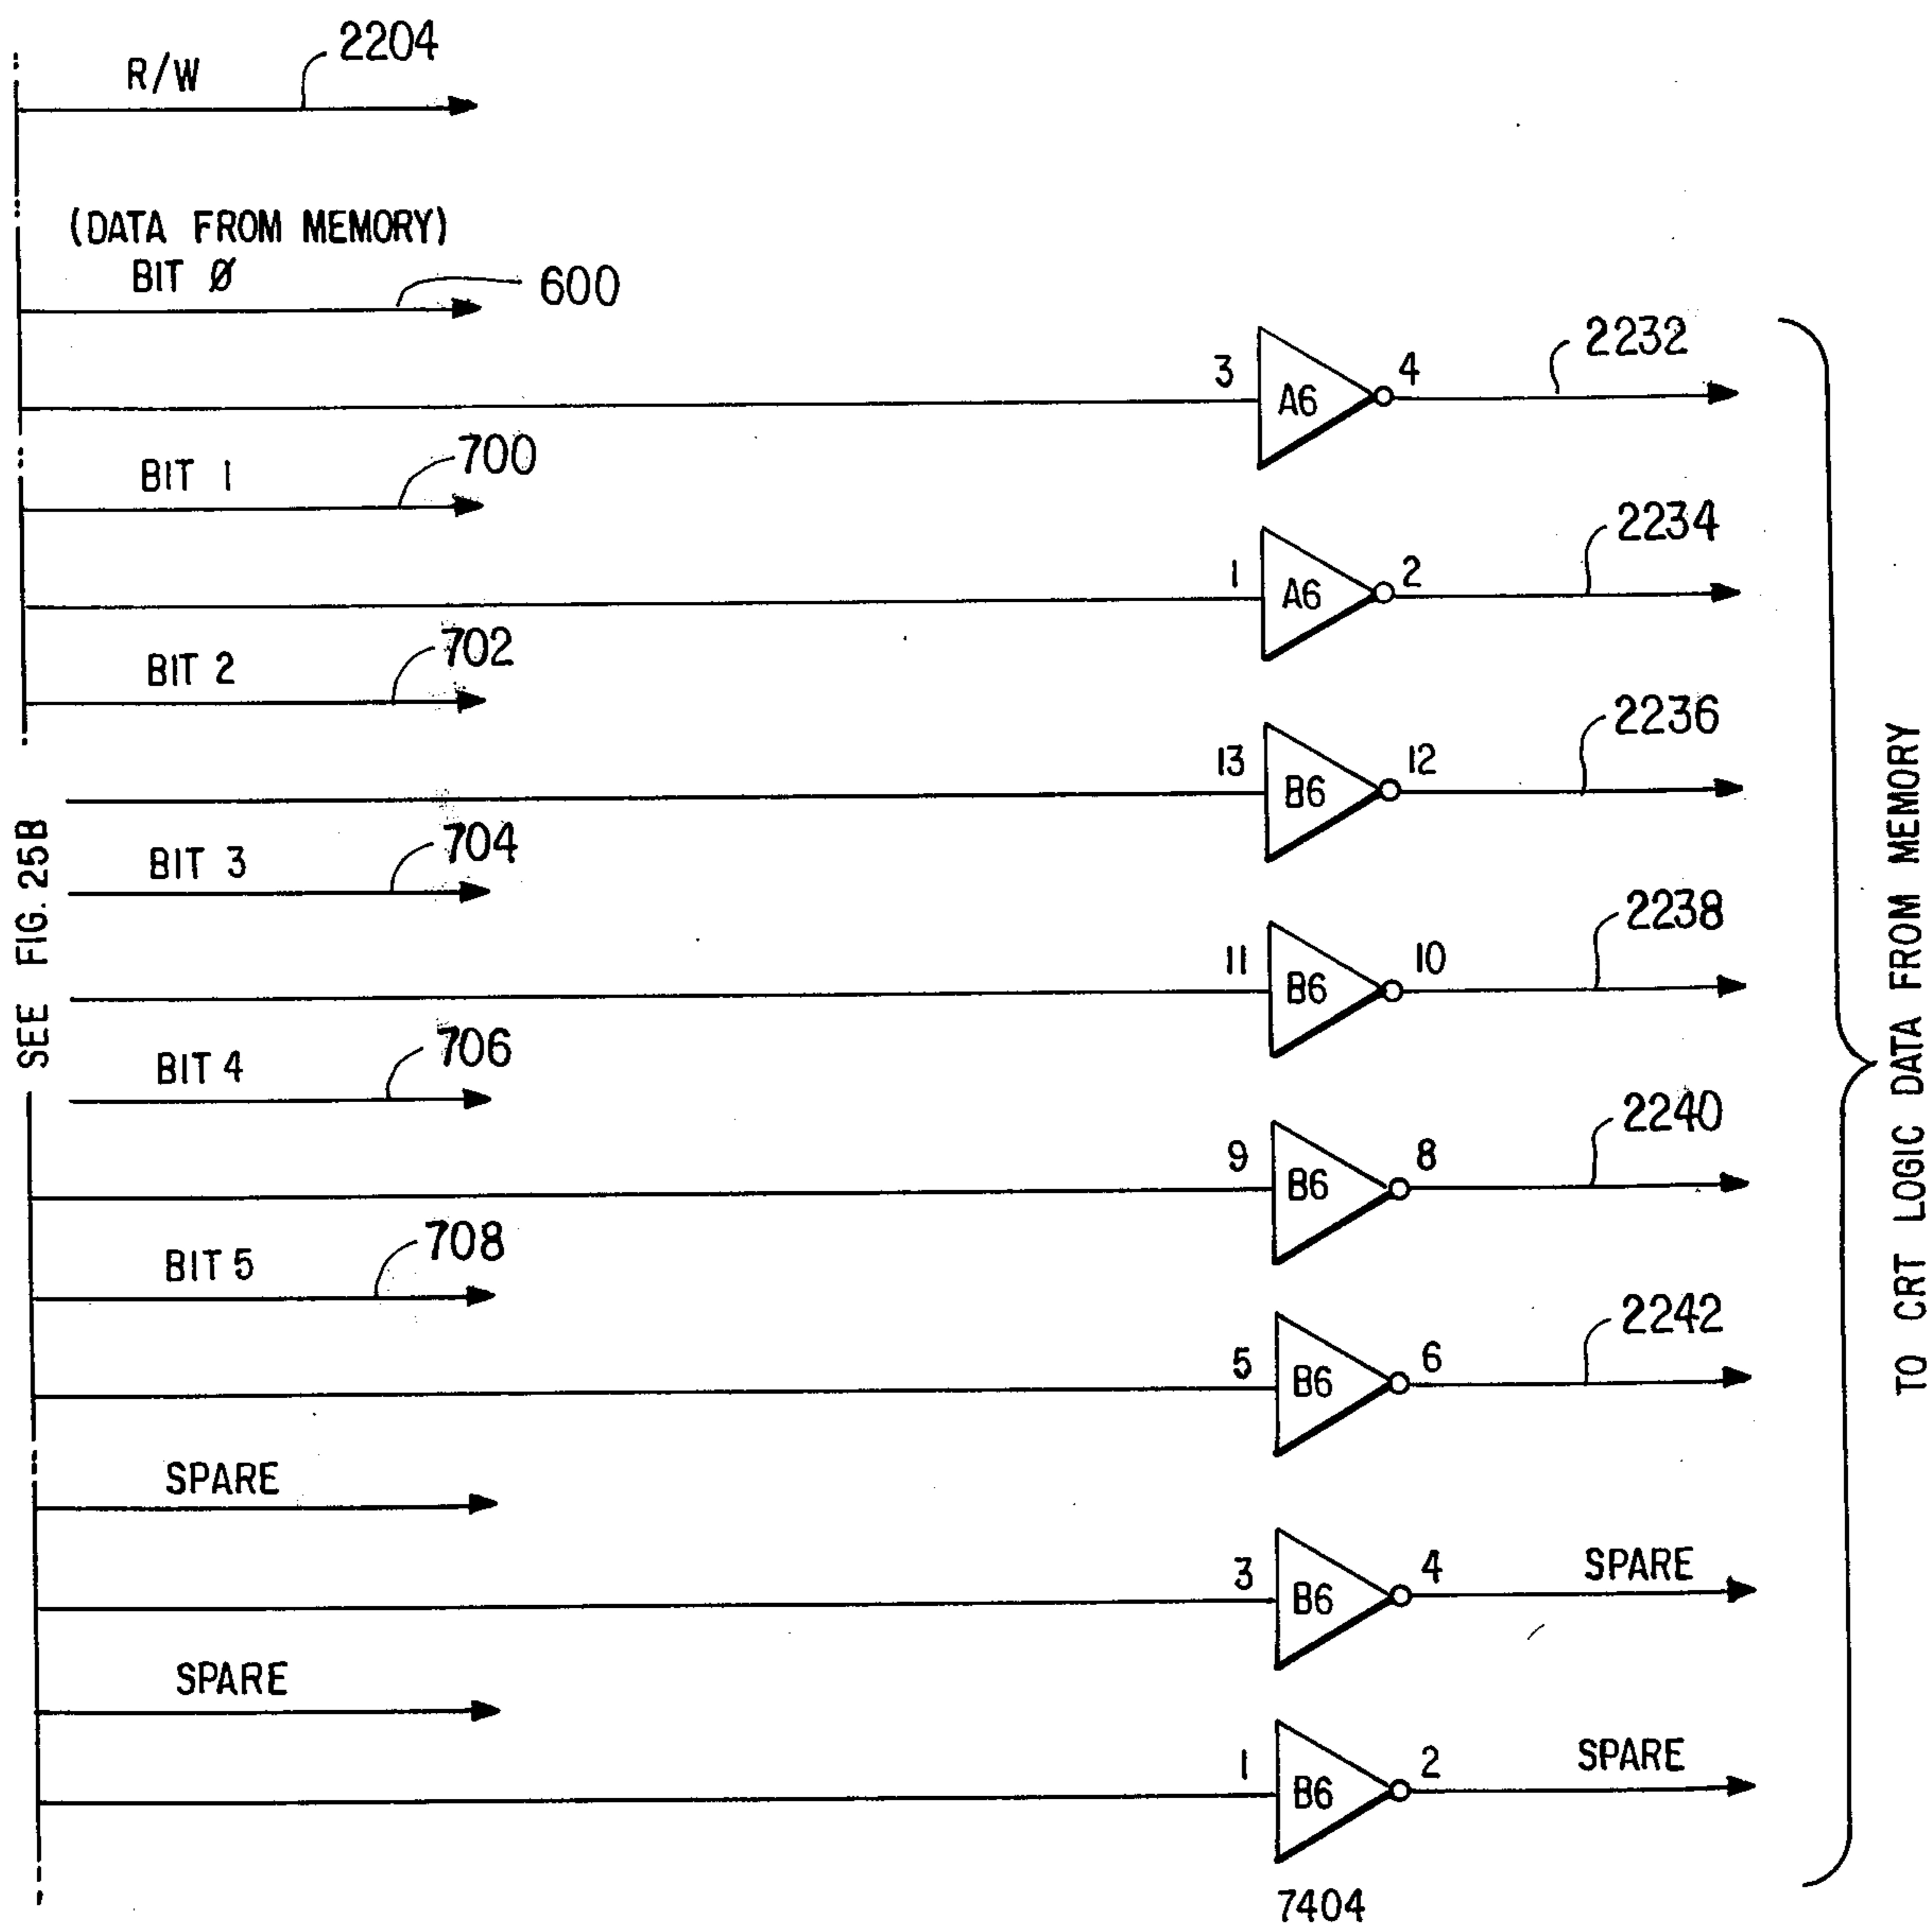 2204
R/W
(DATA FROM MEMORY)
BIT Ø
600
3
A6
4
2232
BIT 1
700
1
A6
2
2234
BIT 2
702
13
B6
12
2236
BIT 3
704
11
B6
10
2238
BIT 4
706
9
B6
8
2240
BIT 5
708
5
B6
6
2242
SPARE
3
B6
4
SPARE
SPARE
1
B6
2
SPARE
7404
SEE FIG. 25B
TO CRT LOGIC DATA FROM MEMORY